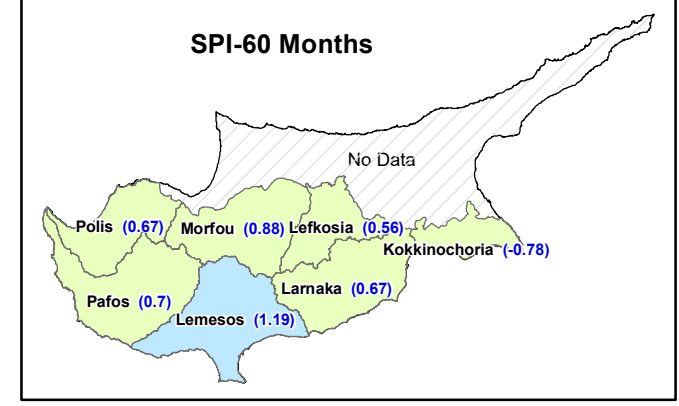 SPI-60 Months
No Data
Polis (0.67)
Morfou (0.88)
Lefkosia (0.56)
Kokkinochoria (-0.78)
Pafos (0.7)
Larnaka (0.67)
Lemesos (1.19)